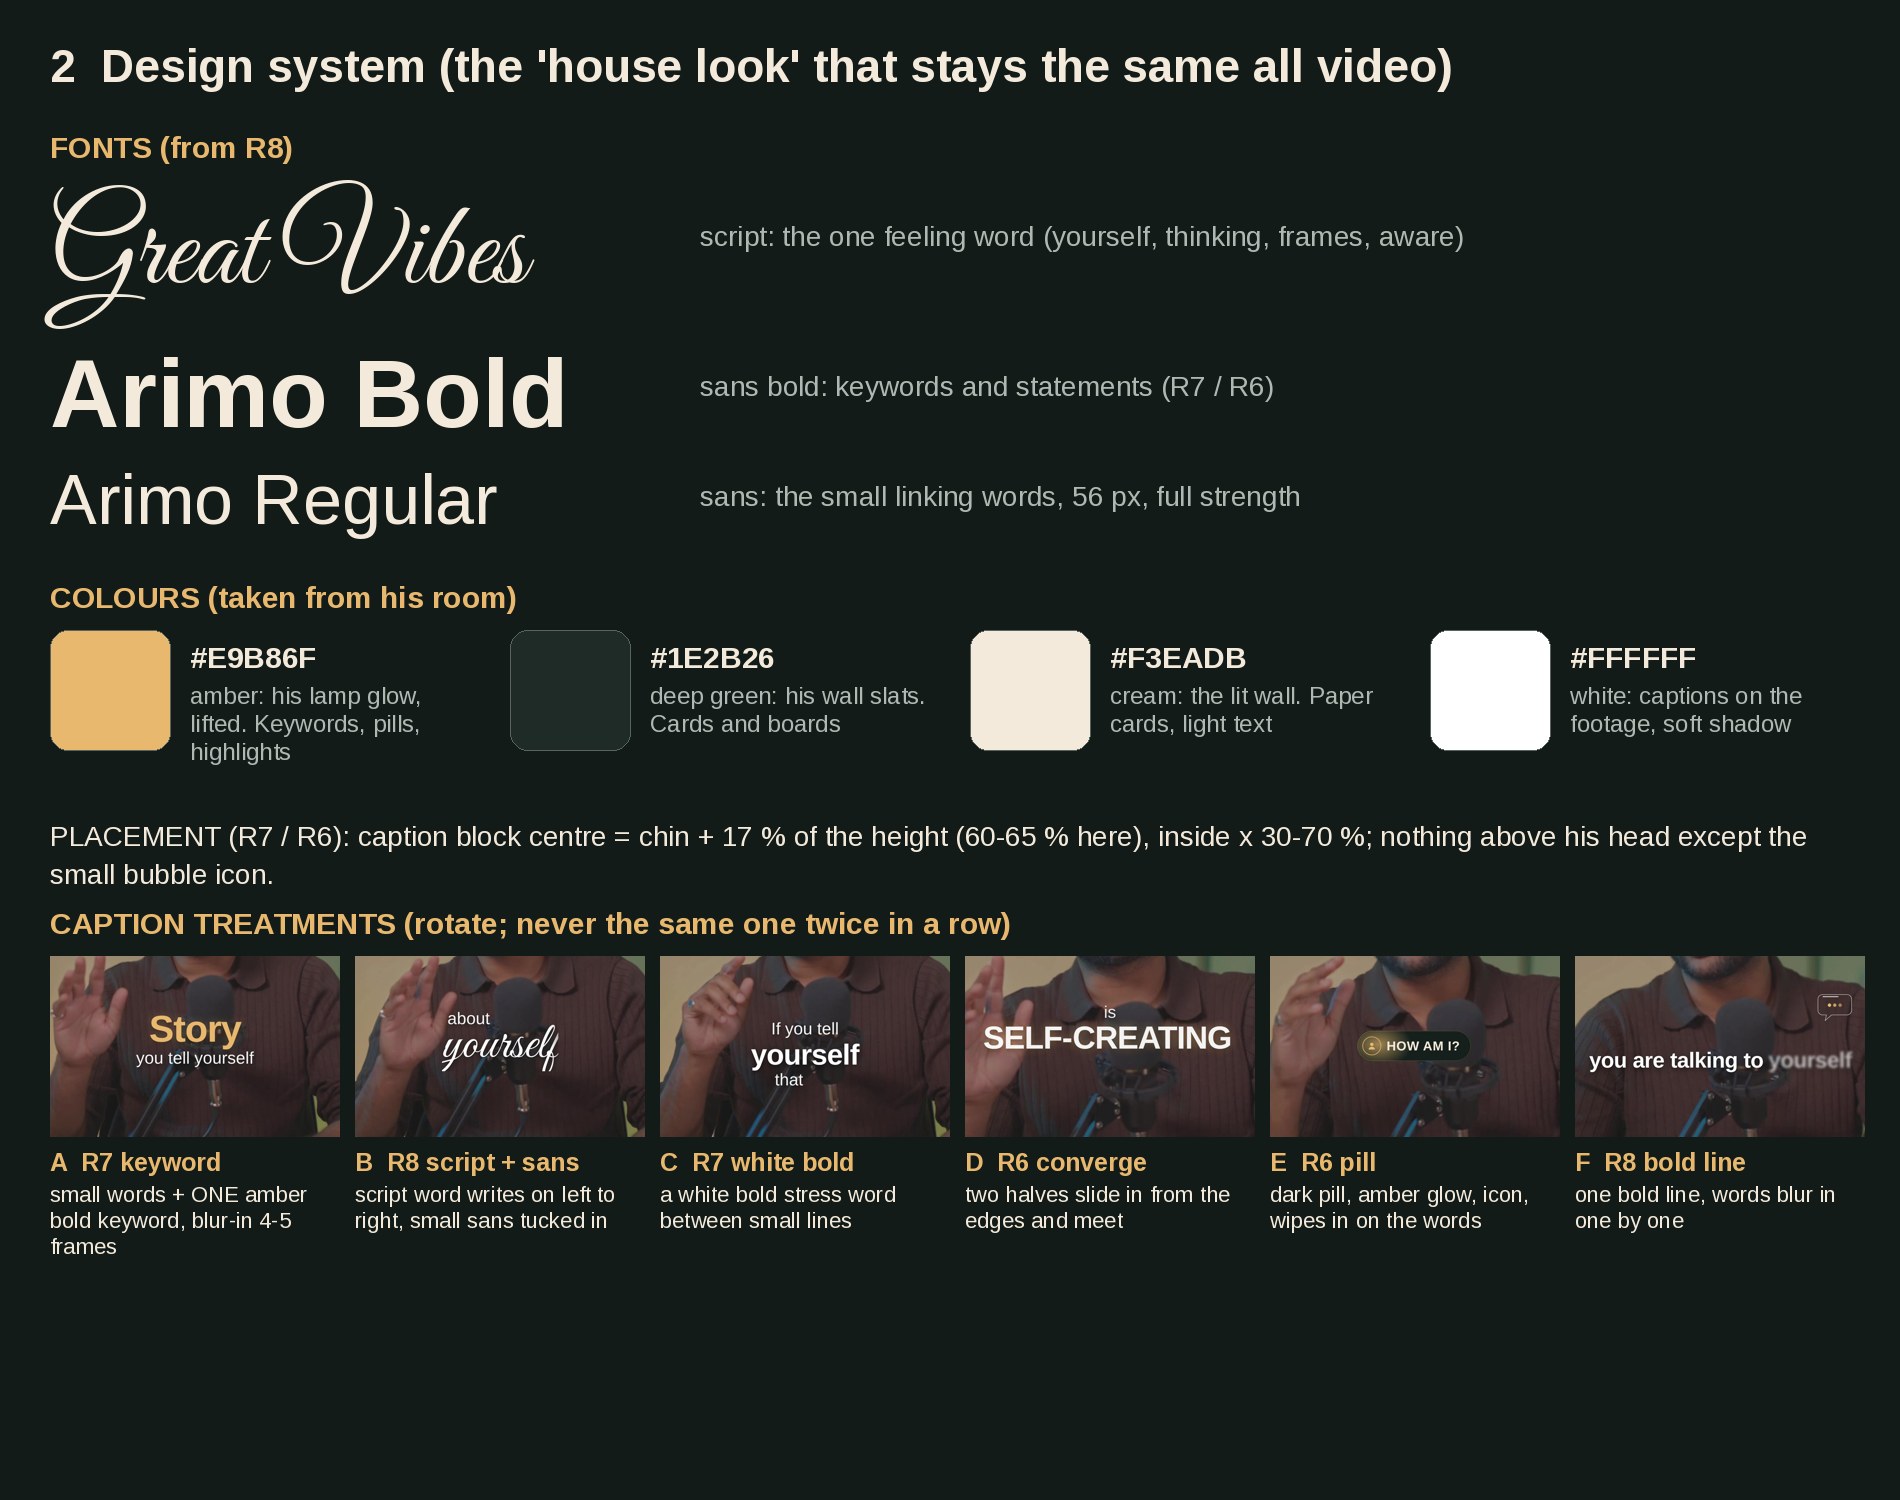 2 Design system (the 'house look' that stays the same all video)
FONTS (from R8)
Great Vibes
script: the one feeling word (yourself, thinking, frames, aware)
Arimo Bold
sans bold: keywords and statements (R7 / R6)
Arimo Regular
sans: the small linking words, 56 px, full strength
COLOURS (taken from his room)
#E9B86F
amber: his lamp glow,
lifted. Keywords, pills,
highlights
#1E2B26
deep green: his wall slats.
Cards and boards
#F3EADB
cream: the lit wall. Paper
cards, light text
#FFFFFF
white: captions on the
footage, soft shadow
PLACEMENT (R7 / R6): caption block centre = chin + 17 % of the height (60-65 % here), inside x 30-70 %; nothing above his head except the
small bubble icon.
CAPTION TREATMENTS (rotate; never the same one twice in a row)
Story
you tell yourself
A R7 keyword
small words + ONE amber
bold keyword, blur-in 4-5
frames
about
yourself
B R8 script + sans
script word writes on left to
right, small sans tucked in
If you tell
yourself
that
C R7 white bold
a white bold stress word
between small lines
is
SELF-CREATING
D R6 converge
two halves slide in from the
edges and meet
HOW AM I?
E R6 pill
dark pill, amber glow, icon,
wipes in on the words
you are talking to yourself
F R8 bold line
one bold line, words blur in
one by one